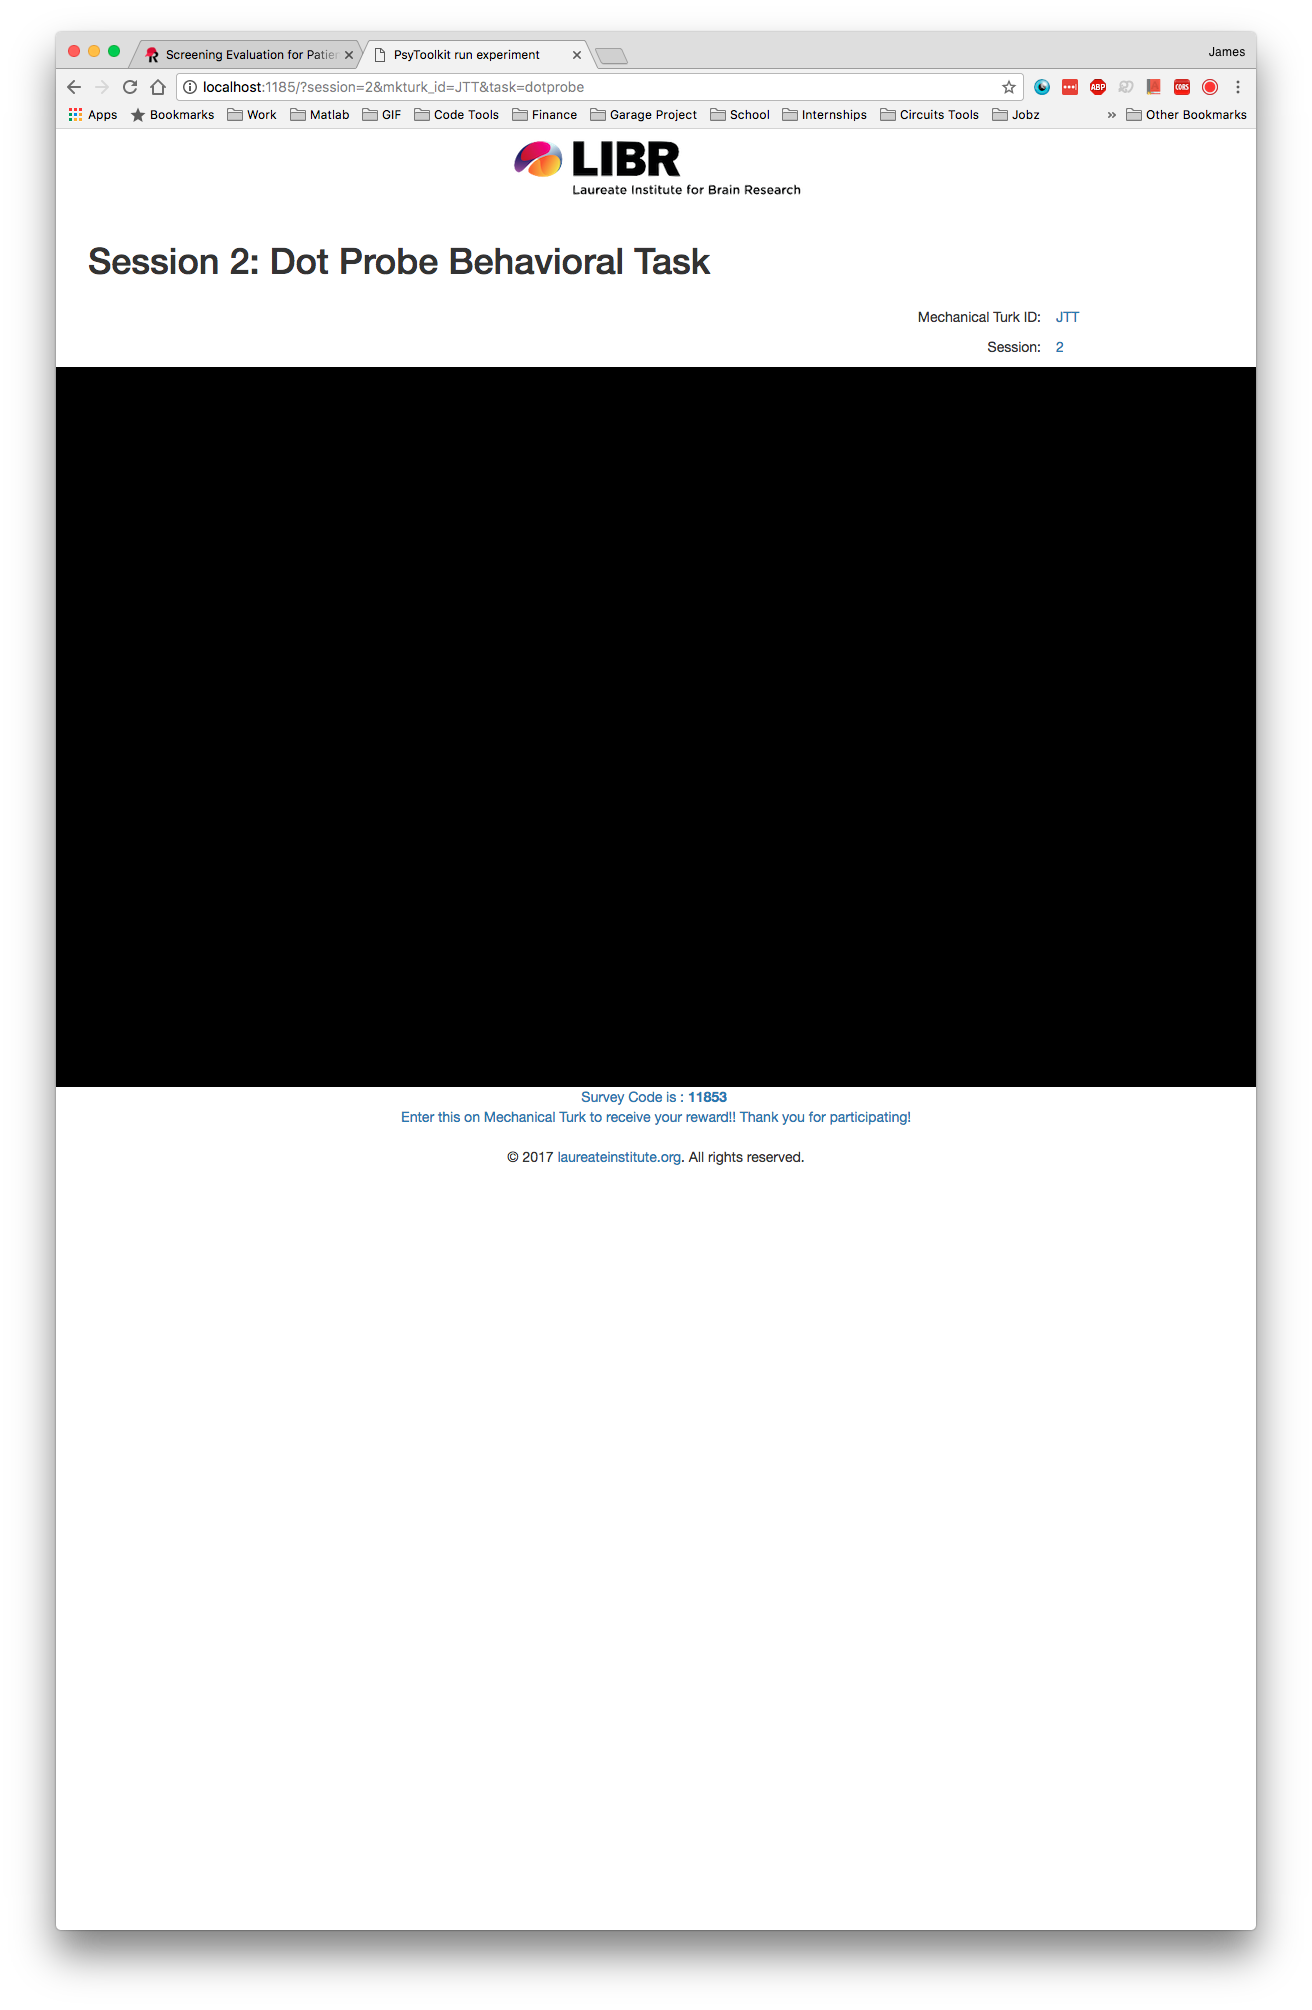 Screening Evaluation for Patie
PsyToolkit run experiment
James
localhost:1185/?session=2&mkturk_id=JTT&task=dotprobe
ABP
CORS
Apps Bookmarks Work Matlab GIF Code Tools Finance Garage Project School Internships Circuits Tools Jobz » Other Bookmarks
LIBR
Laureate Institute for Brain Research
Session 2: Dot Probe Behavioral Task
Mechanical Turk ID: JTT
Session: 2
Survey Code is : 11853
Enter this on Mechanical Turk to receive your reward!! Thank you for participating!
© 2017 laureateinstitute.org. All rights reserved.